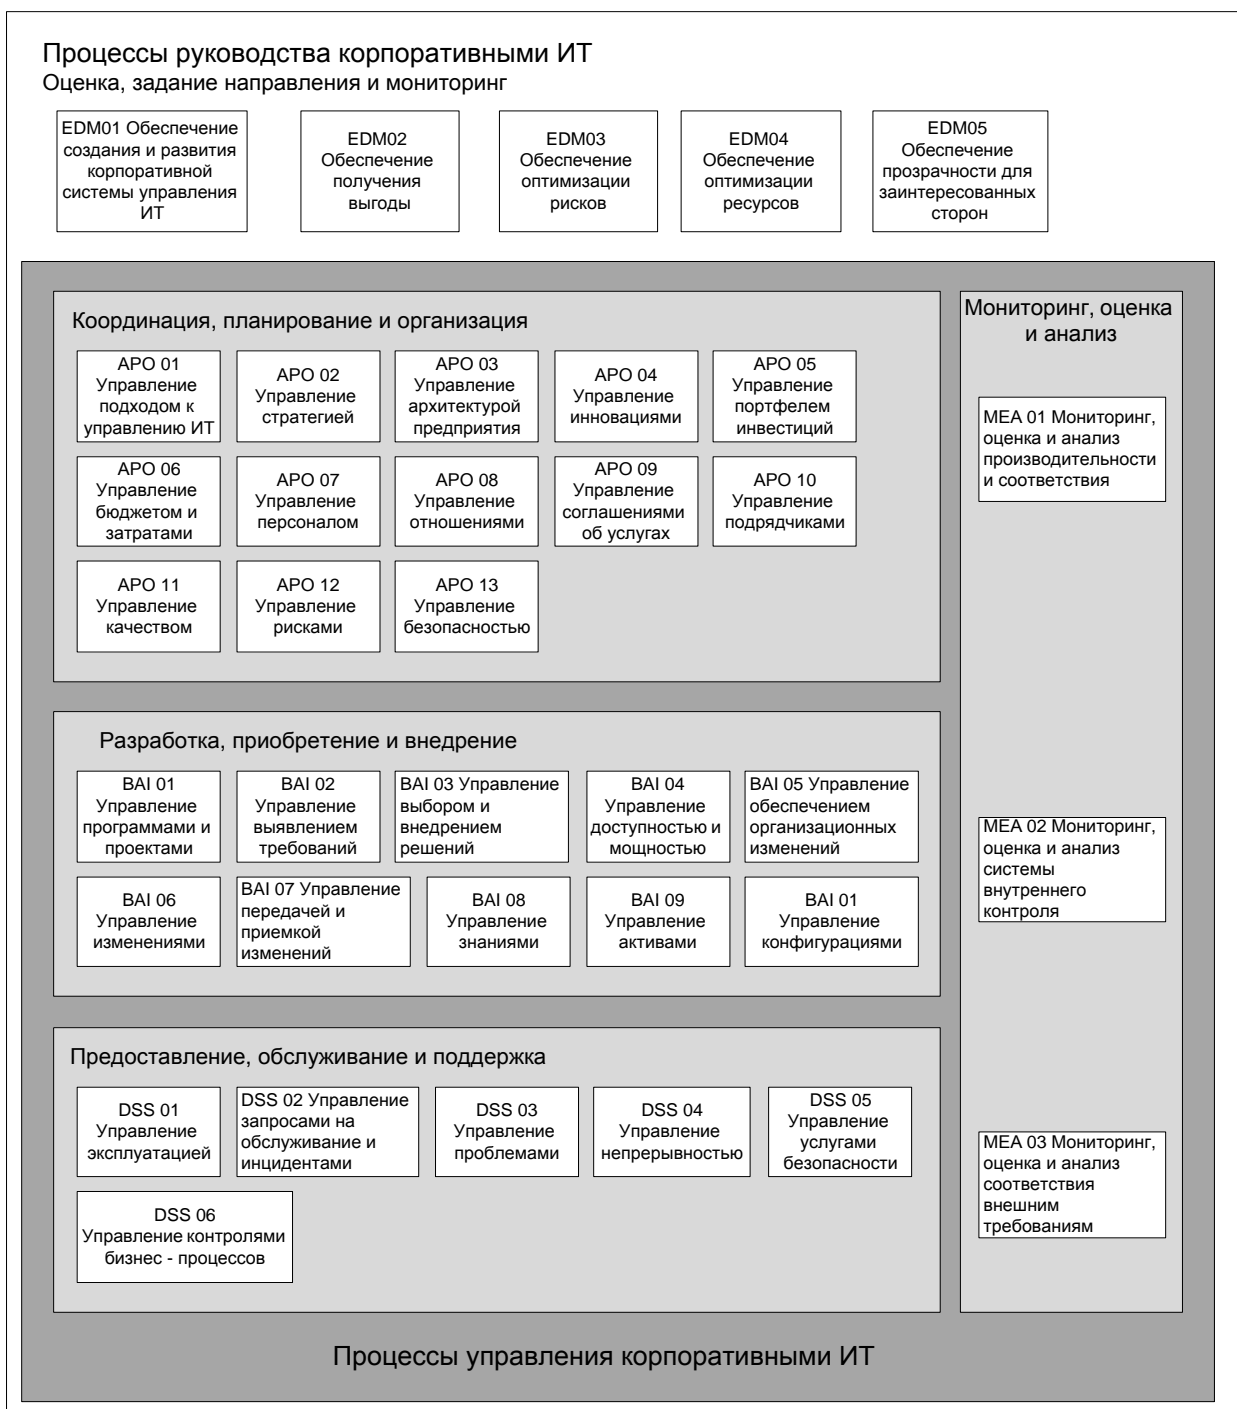 Процессы руководства корпоративными ИТ
Оценка, задание направления и мониторинг
EDM01 Обеспечение
создания и развития
корпоративной
системы управления
ИТ
EDM02
Обеспечение
получения
выгоды
EDM03
Обеспечение
оптимизации
рисков
EDM04
Обеспечение
оптимизации
ресурсов
EDM05
Обеспечение
прозрачности для
заинтересованных
сторон
Координация, планирование и организация
APO 01
Управление
подходом к
управлению ИТ
APO 02
Управление
стратегией
APO 03
Управление
архитектурой
предприятия
APO 04
Управление
инновациями
APO 05
Управление
портфелем
инвестиций
APO 06
Управление
бюджетом и
затратами
APO 07
Управление
персоналом
APO 08
Управление
отношениями
APO 09
Управление
соглашениями
об услугах
APO 10
Управление
подрядчиками
APO 11
Управление
качеством
APO 12
Управление
рисками
APO 13
Управление
безопасностью
Разработка, приобретение и внедрение
BAI 01
Управление
программами и
проектами
BAI 02
Управление
выявлением
требований
BAI 03 Управление
выбором и
внедрением
решений
BAI 04
Управление
доступностью и
мощностью
BAI 05 Управление
обеспечением
организационных
изменений
BAI 06
Управление
изменениями
BAI 07 Управление
передачей и
приемкой
изменений
BAI 08
Управление
знаниями
BAI 09
Управление
активами
BAI 01
Управление
конфигурациями
Предоставление, обслуживание и поддержка
DSS 01
Управление
эксплуатацией
DSS 02 Управление
запросами на
обслуживание и
инцидентами
DSS 03
Управление
проблемами
DSS 04
Управление
непрерывностью
DSS 05
Управление
услугами
безопасности
DSS 06
Управление контролями
бизнес - процессов
Мониторинг, оценка
и анализ
MEA 01 Мониторинг,
оценка и анализ
производительности
и соответствия
MEA 02 Мониторинг,
оценка и анализ
системы
внутреннего
контроля
MEA 03 Мониторинг,
оценка и анализ
соответствия
внешним
требованиям
Процессы управления корпоративными ИТ